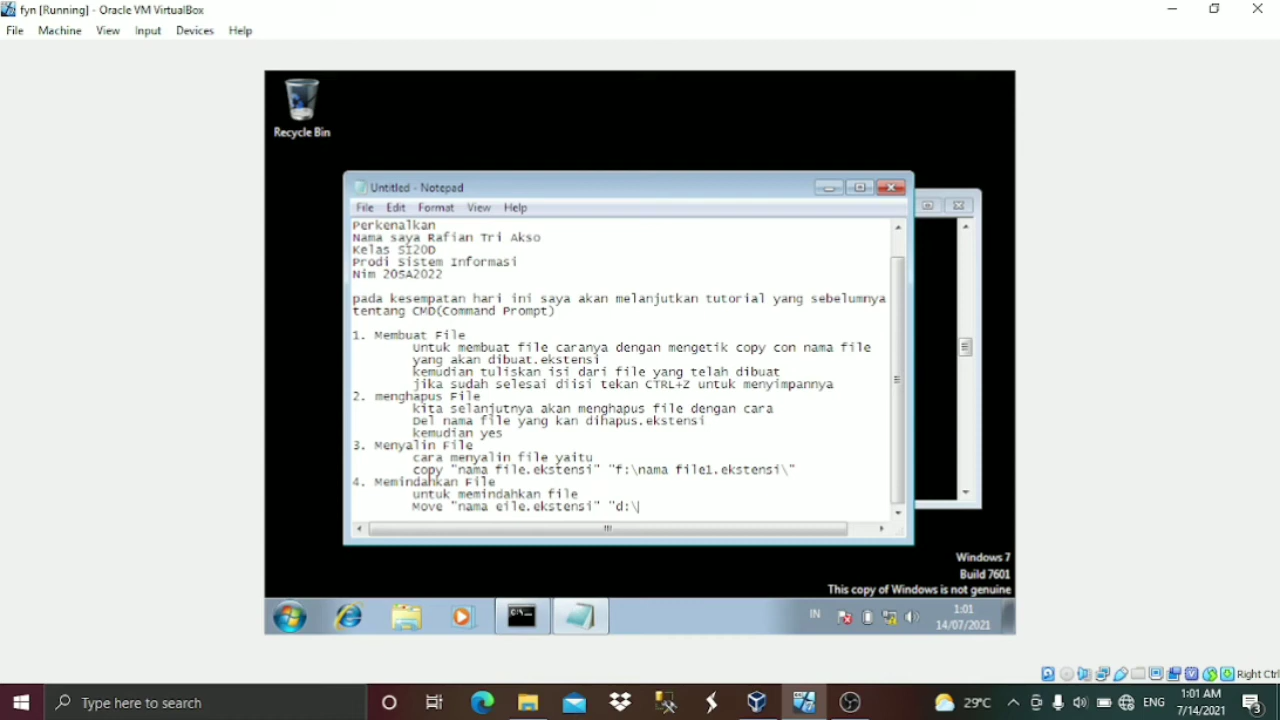 fyn [Running] - Oracle VM VirtualBox
File Machine View Input Devices Help
Recycle Bin
Untitled - Notepad
File Edit Format View Help
Perkenalkan
Nama saya Rafian Tri Akso
Kelas SI20D
Prodi Sistem Informasi
Nim 20SA2022
pada kesempatan hari ini saya akan melanjutkan tutorial yang sebelumnya
tentang CMD(Command Prompt)
1. Membuat File
untuk membuat file caranya dengan mengetik copy con nama file
yang akan dibuat.ekstensi
kemudian tuliskan isi dari file yang telah dibuat
jika sudah selesai diisi tekan CTRL+Z untuk menyimpannya
2. menghapus File
kita selanjutnya akan menghapus file dengan cara
Del nama file yang kan dihapus.ekstensi
kemudian yes
3. Menyalin File
cara menyalin file yaitu
copy "nama file.ekstensi" "f:\nama file1.ekstensi\"
4. Memindahkan File
untuk memindahkan file
Move "nama eile.ekstensi" "d:\
Windows 7
Build 7601
This copy of Windows is not genuine
IN
1:01
14/07/2021
Right Ctrl
Type here to search
29°C
ENG
1:01 AM
7/14/2021
3